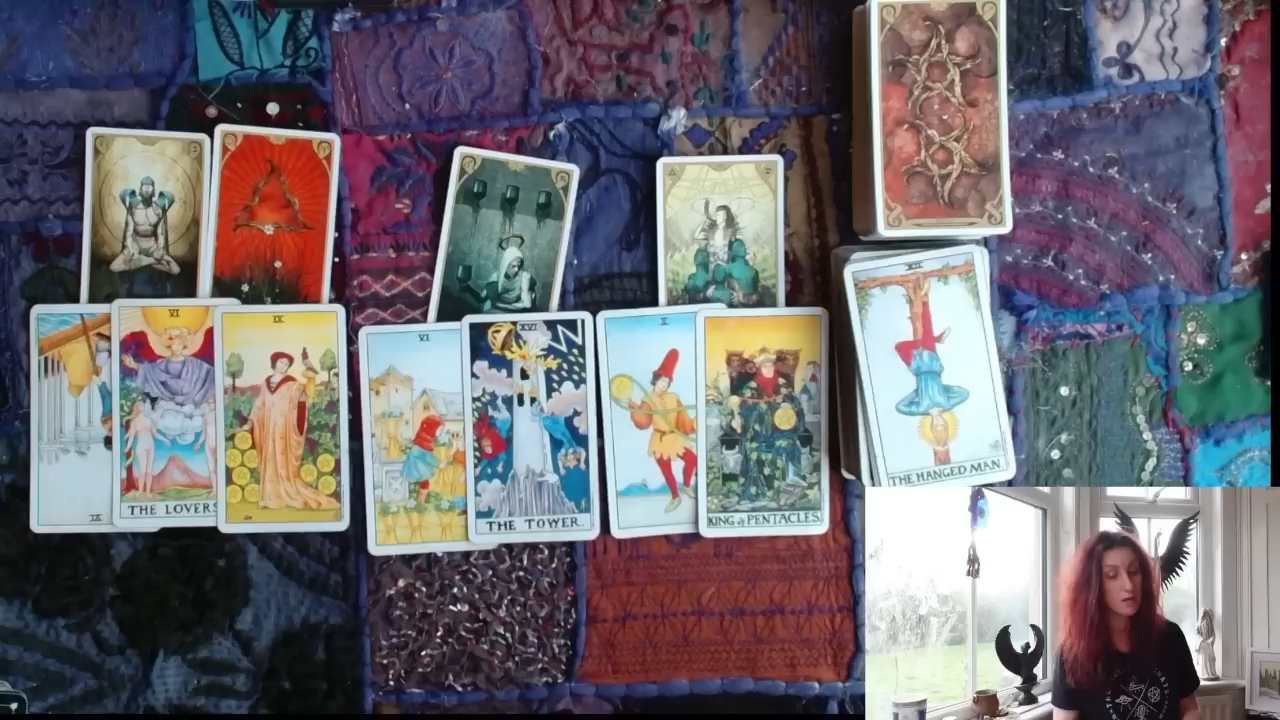 VI
IX
THE LOVERS
VI
XVI
THE TOWER.
II
KING of PENTACLES.
XII
THE HANGED MAN.